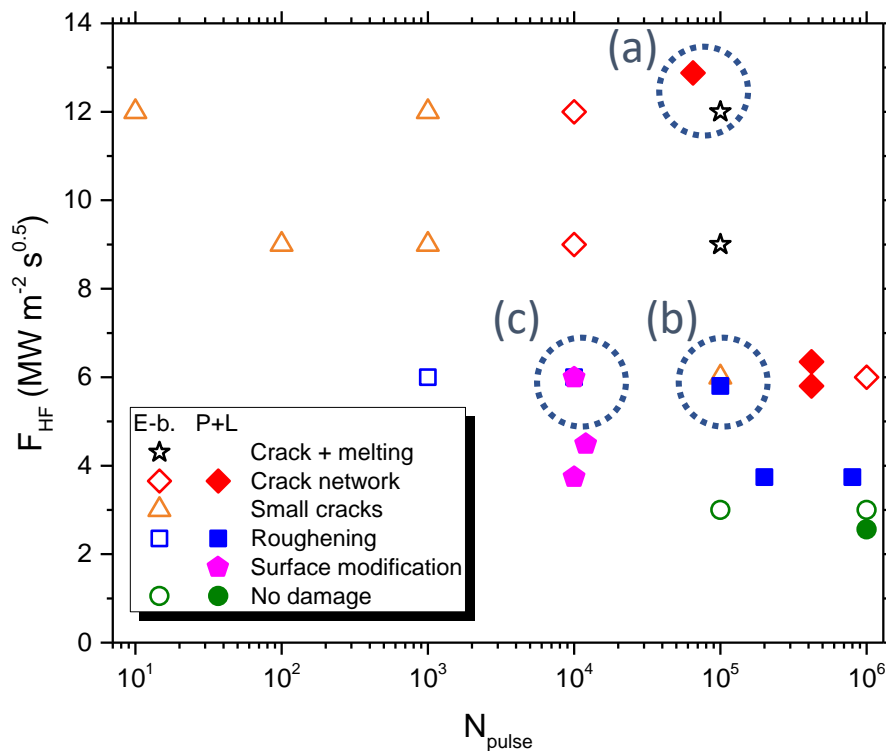 14
12
10
8
6
4
2
0
F_HF (MW m^-2 s^0.5)
(a)
(c)
(b)
E-b. P+L
Crack + melting
Crack network
Small cracks
Roughening
Surface modification
No damage
10^1 10^2 10^3 10^4 10^5 10^6
N_pulse